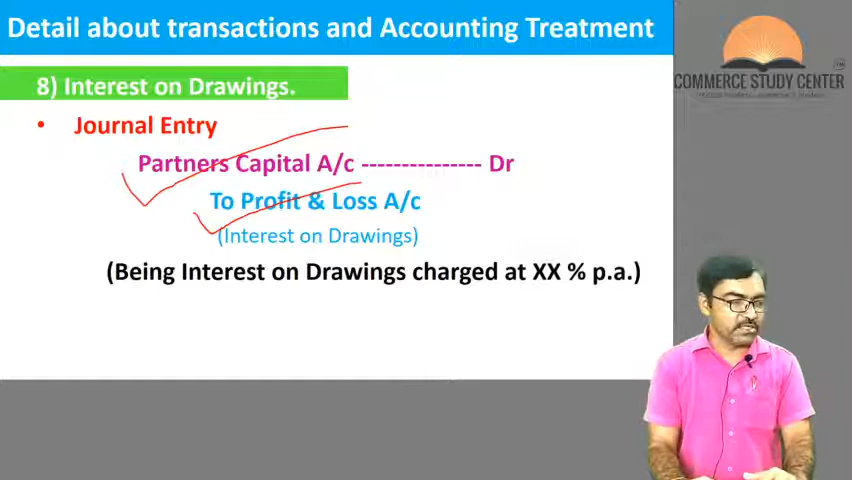 Detail about transactions and Accounting Treatment
COMMERCE STUDY CENTER
8) Interest on Drawings.
• Journal Entry
Partners Capital A/c --------------- Dr
To Profit & Loss A/c
(Interest on Drawings)
(Being Interest on Drawings charged at XX % p.a.)